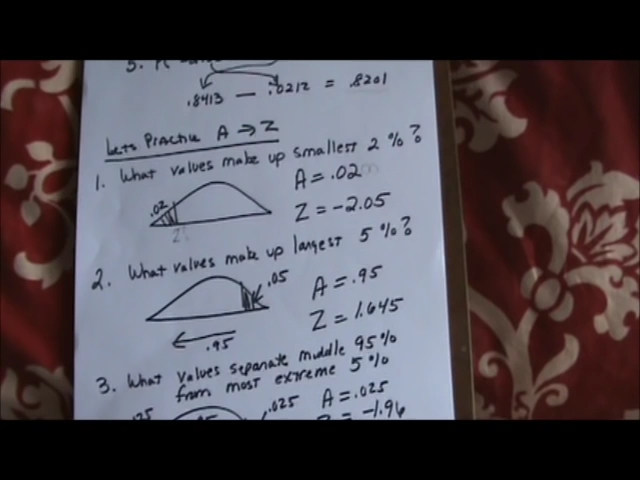 .8413 — .0212 = .8201
Lets Practice A → Z
1. What values make up smallest 2 %?
A = .02
.02
Z = -2.05
2. What values make up largest 5 %?
.05
A = .95
Z = 1.645
← .95
3. What values separate middle 95%
from most extreme 5%
.025
A = .025
= -1.96